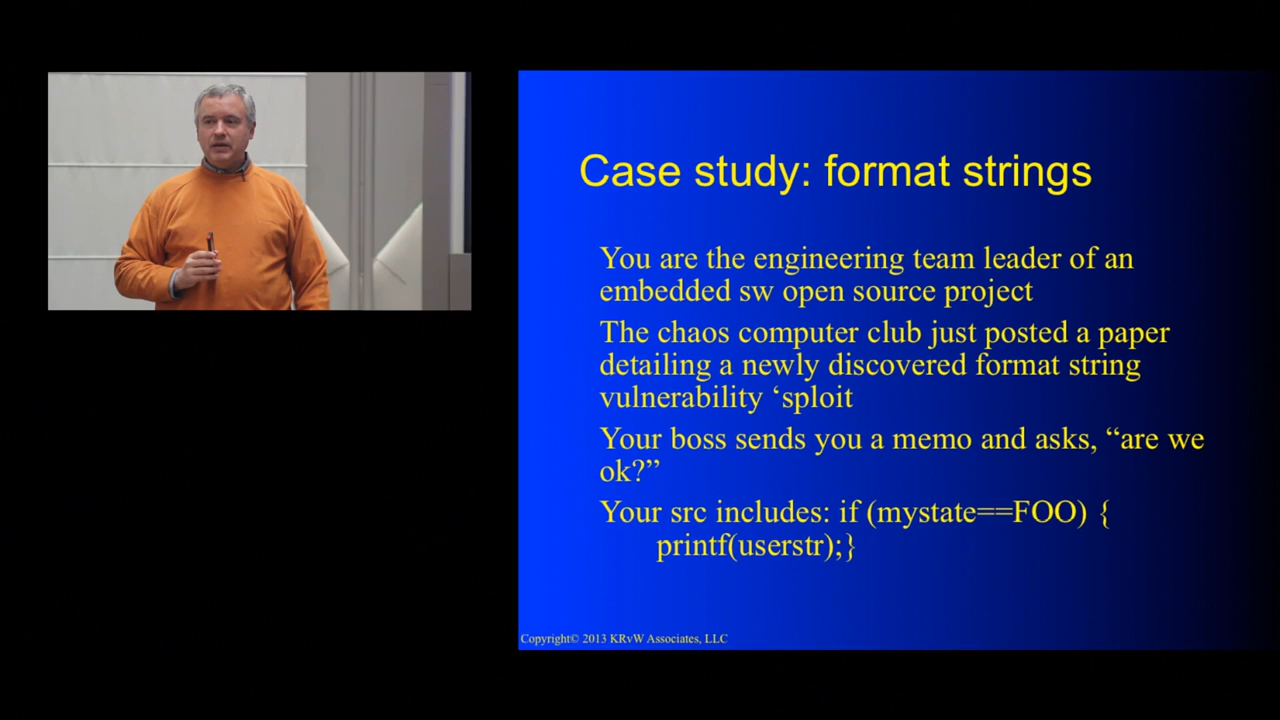 Case study: format strings
You are the engineering team leader of an
embedded sw open source project
The chaos computer club just posted a paper
detailing a newly discovered format string
vulnerability ‘sploit
Your boss sends you a memo and asks, “are we
ok?”
Your src includes: if (mystate==FOO) {
printf(userstr);}
Copyright© 2013 KRvW Associates, LLC